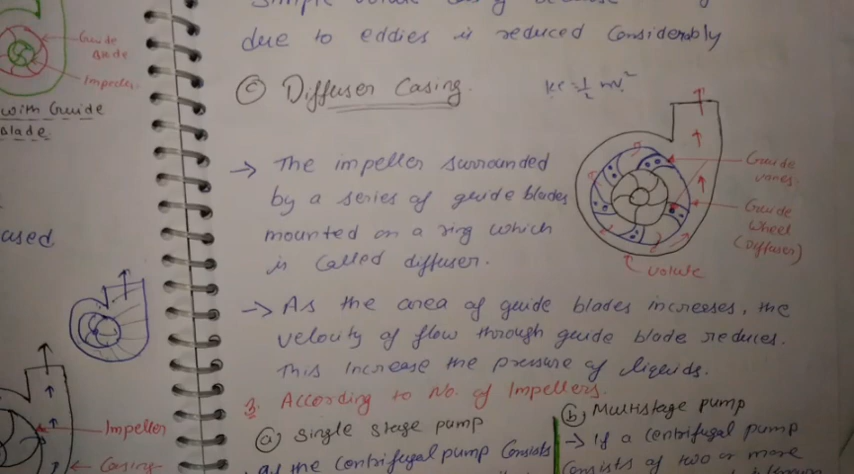 Guide
Impeller
with Guide
Blade
ased
Impeller
Casing
due to eddies is reduced Considerably
(c) Diffuser Casing.
KE = 1/2 mv²
→ The impeller surrounded
by a series of guide blades
mounted on a ring which
is called diffuser.
Guide
vanes
Guide
wheel
(Diffuser)
volute
→ As the area of guide blades increases, the
velocity of flow through guide blade reduces.
This Increase the pressure of liquids.
3. According to No. of Impellers.
(a) Single stage pump
the centrifugal pump Consists
(b) Multistage pump
→ If a centrifugal pump
consists of two or more